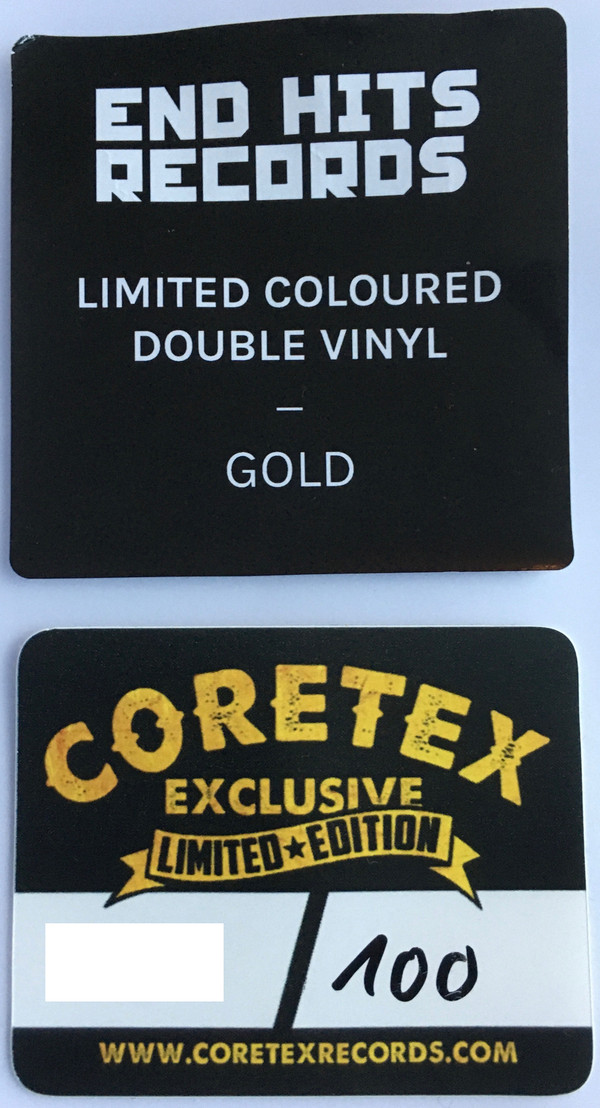 END HITS
RECORDS
LIMITED COLOURED
DOUBLE VINYL
–
GOLD
CORETEX
EXCLUSIVE
LIMITED★EDITION
/ 100
WWW.CORETEXRECORDS.COM